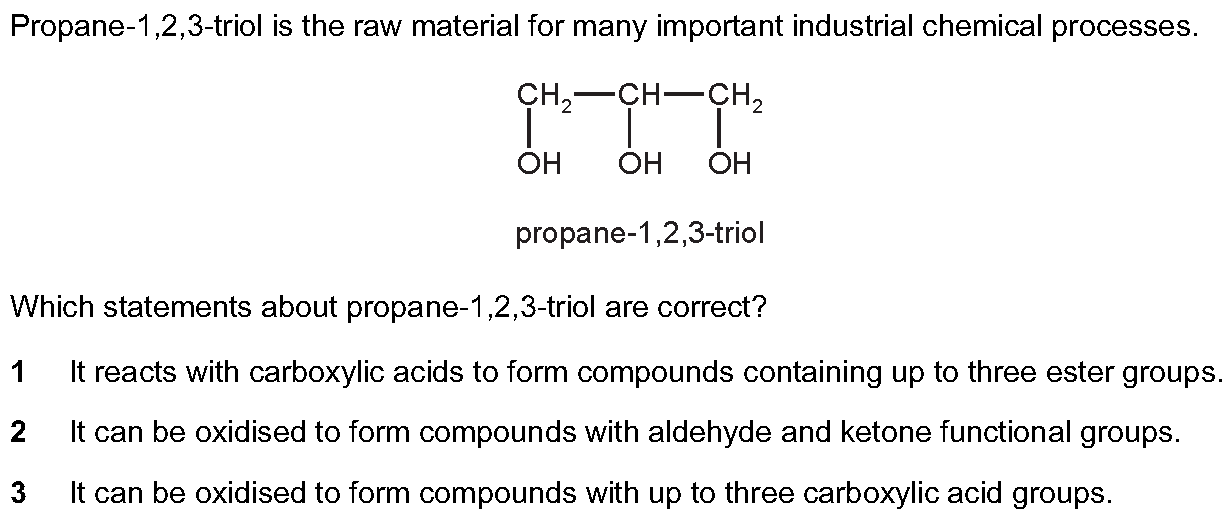 Propane-1,2,3-triol is the raw material for many important industrial chemical processes.
CH₂—CH—CH₂
OH OH OH
propane-1,2,3-triol
Which statements about propane-1,2,3-triol are correct?
1 It reacts with carboxylic acids to form compounds containing up to three ester groups.
2 It can be oxidised to form compounds with aldehyde and ketone functional groups.
3 It can be oxidised to form compounds with up to three carboxylic acid groups.